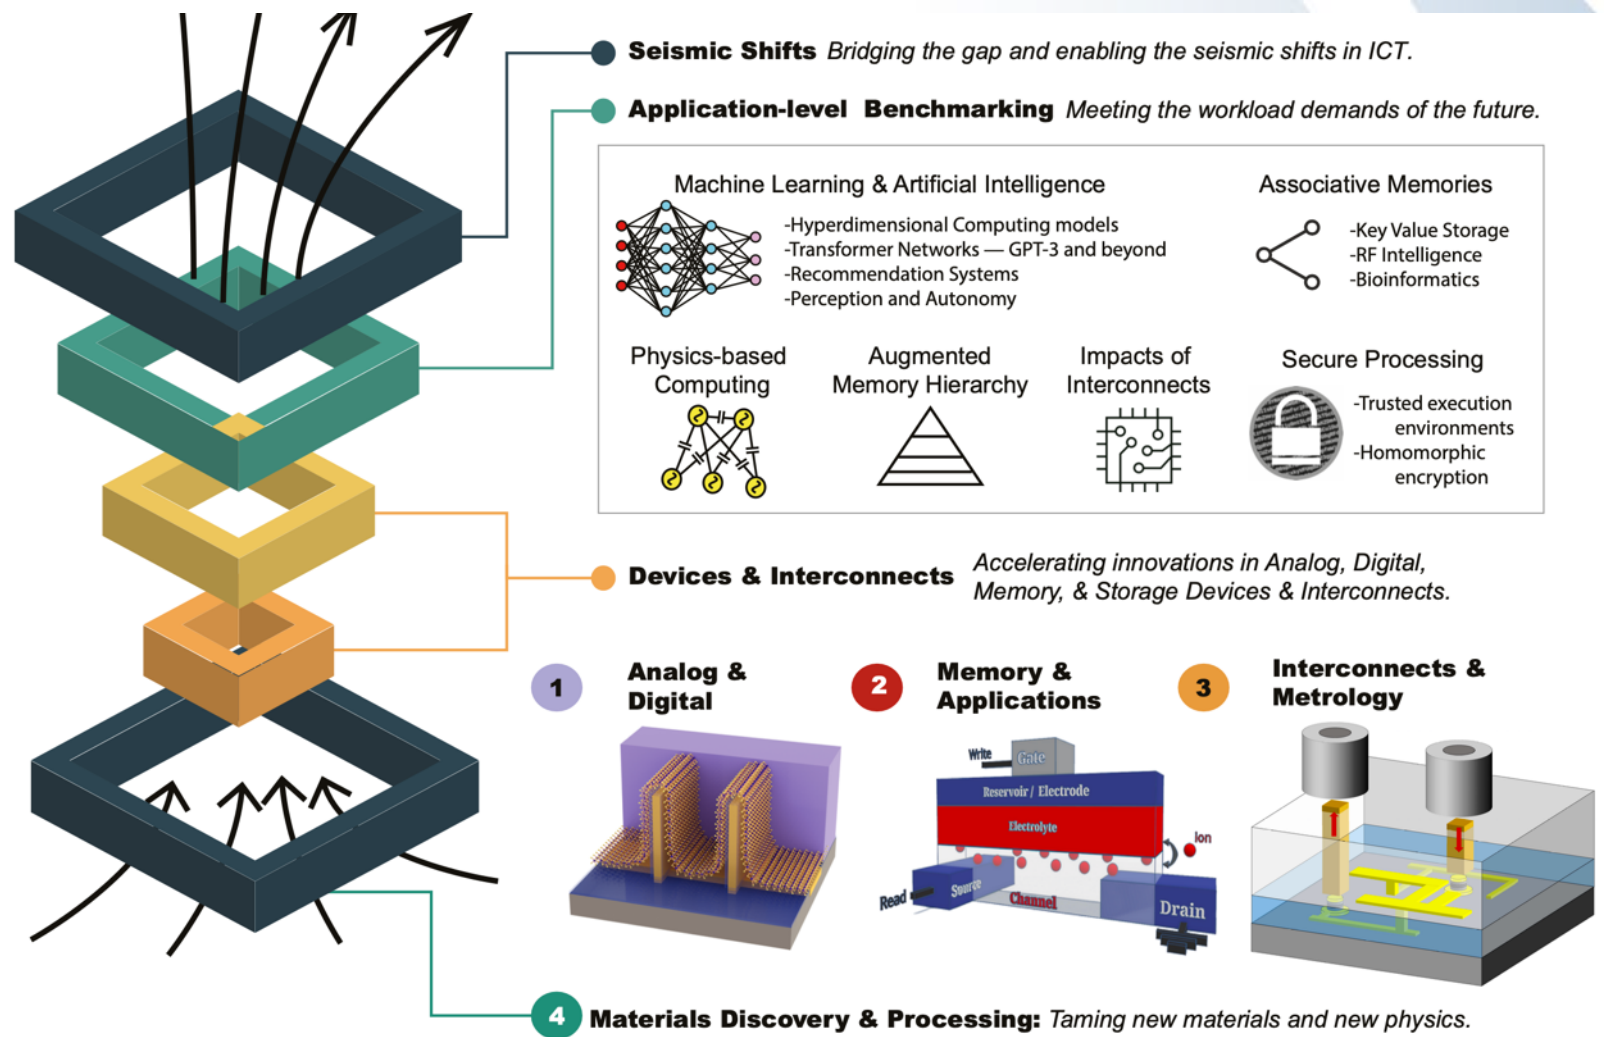 Seismic Shifts Bridging the gap and enabling the seismic shifts in ICT.
Application-level Benchmarking Meeting the workload demands of the future.
Machine Learning & Artificial Intelligence
-Hyperdimensional Computing models
-Transformer Networks — GPT-3 and beyond
-Recommendation Systems
-Perception and Autonomy
Associative Memories
-Key Value Storage
-RF Intelligence
-Bioinformatics
Physics-based
Computing
Augmented
Memory Hierarchy
Impacts of
Interconnects
Secure Processing
-Trusted execution
environments
-Homomorphic
encryption
Devices & Interconnects
Accelerating innovations in Analog, Digital,
Memory, & Storage Devices & Interconnects.
1
Analog &
Digital
2
Memory &
Applications
Write
Gate
Reservoir / Electrode
Electrolyte
Ion
Source
Read
Channel
Drain
3
Interconnects &
Metrology
4 Materials Discovery & Processing: Taming new materials and new physics.